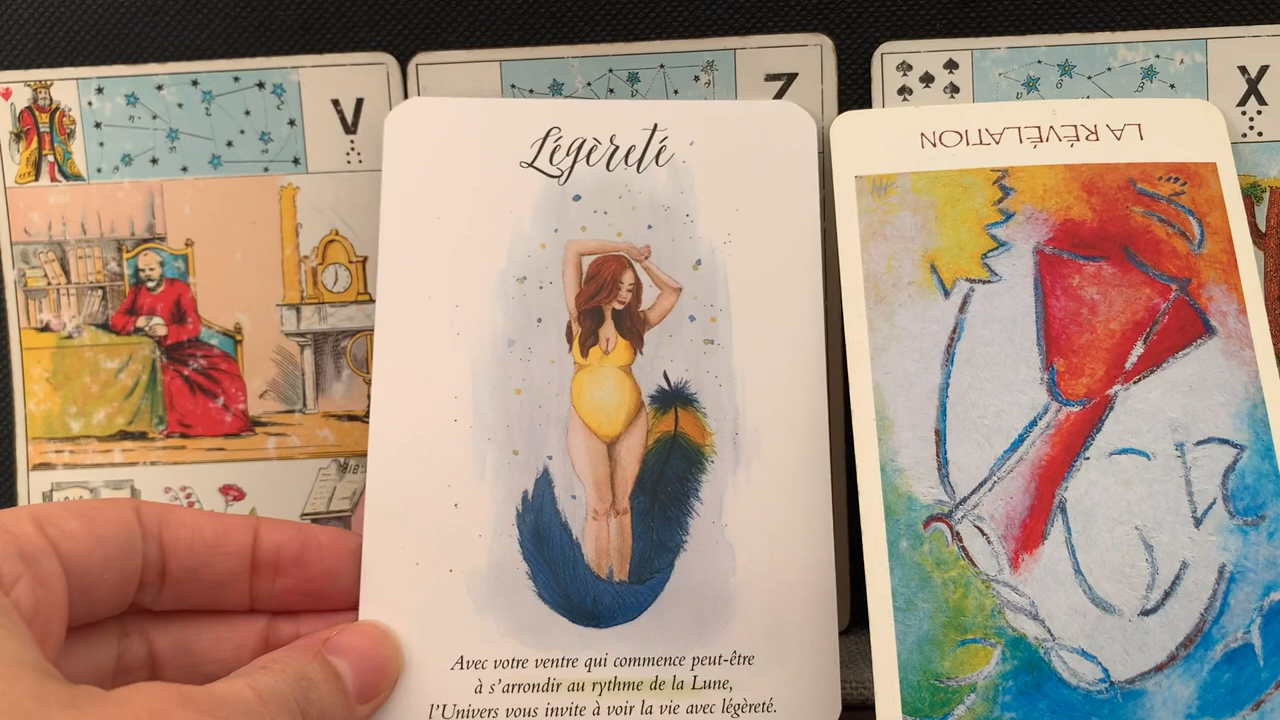 V
Z
X
Légèreté
LA RÉVÉLATION
BIBL
Avec votre ventre qui commence peut-être
à s'arrondir au rythme de la Lune,
l'Univers vous invite à voir la vie avec légèreté.